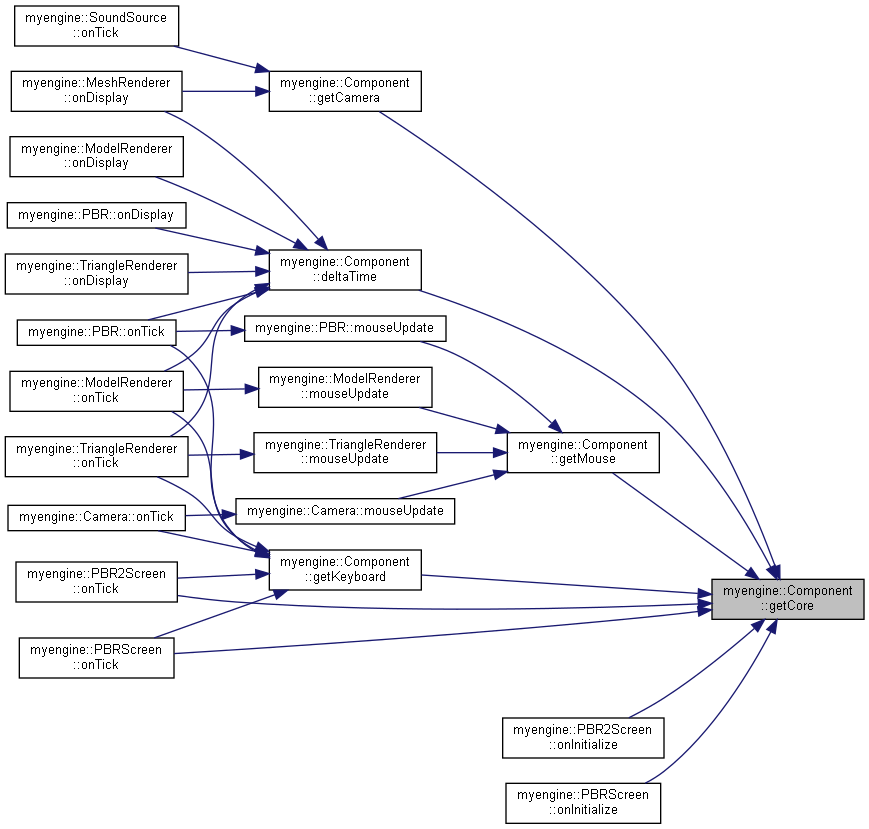 myengine::SoundSource
::onTick
myengine::MeshRenderer
::onDisplay
myengine::Component
::getCamera
myengine::ModelRenderer
::onDisplay
myengine::PBR::onDisplay
myengine::TriangleRenderer
::onDisplay
myengine::Component
::deltaTime
myengine::PBR::onTick
myengine::PBR::mouseUpdate
myengine::ModelRenderer
::onTick
myengine::ModelRenderer
::mouseUpdate
myengine::TriangleRenderer
::onTick
myengine::TriangleRenderer
::mouseUpdate
myengine::Component
::getMouse
myengine::Camera::onTick
myengine::Camera::mouseUpdate
myengine::PBR2Screen
::onTick
myengine::Component
::getKeyboard
myengine::Component
::getCore
myengine::PBRScreen
::onTick
myengine::PBR2Screen
::onInitialize
myengine::PBRScreen
::onInitialize